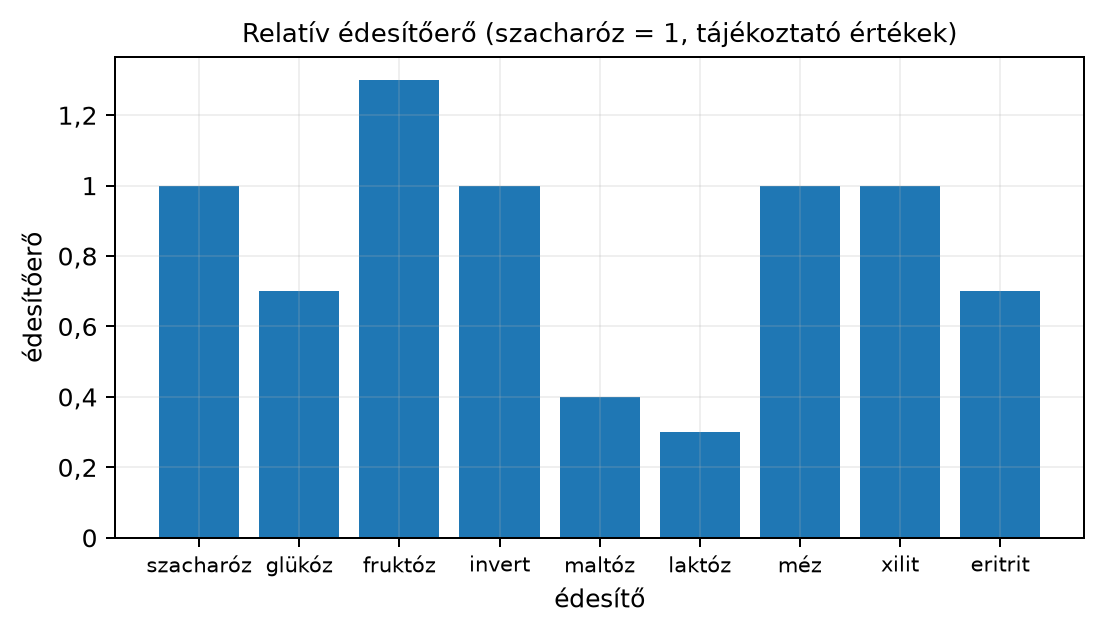 Relatív édesítőerő (szacharóz = 1, tájékoztató értékek)
édesítőerő
1,2
1
0,8
0,6
0,4
0,2
0
szacharóz glükóz fruktóz invert maltóz laktóz méz xilit eritrit
édesítő